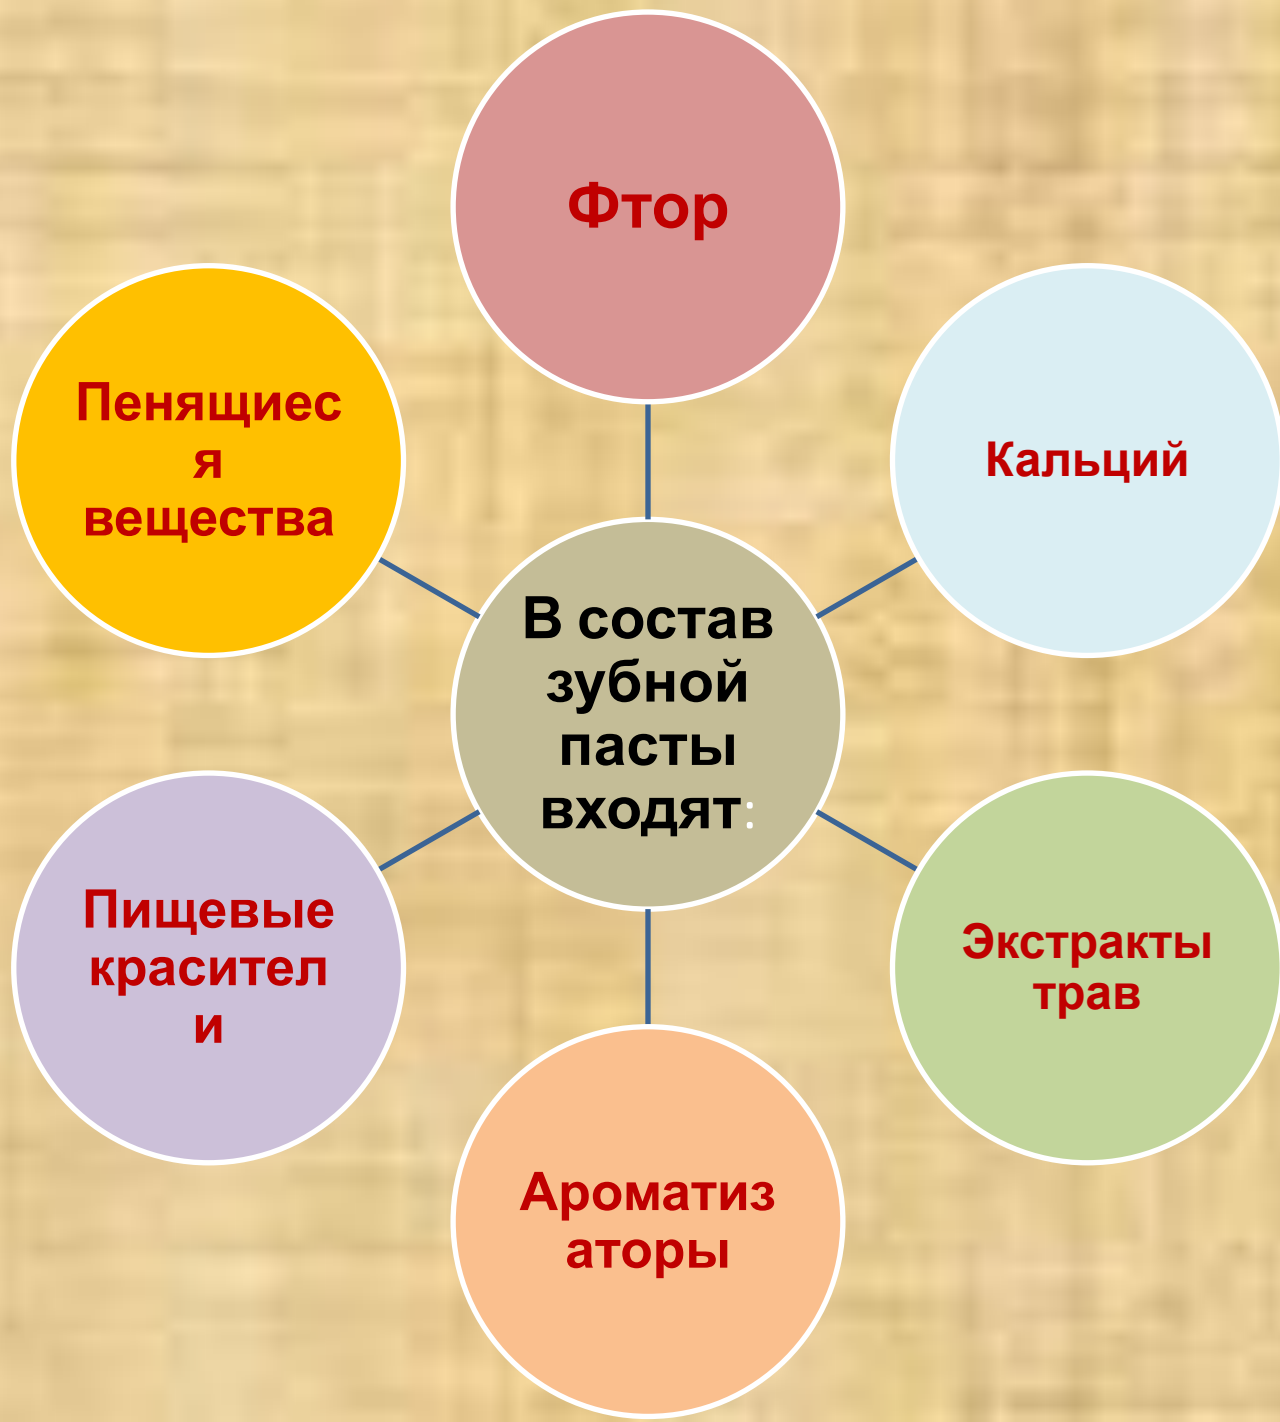 Фтор
Кальций
Экстракты
трав
Ароматиз
аторы
Пищевые
красител
и
Пенящиес
я
вещества
В состав
зубной
пасты
входят: